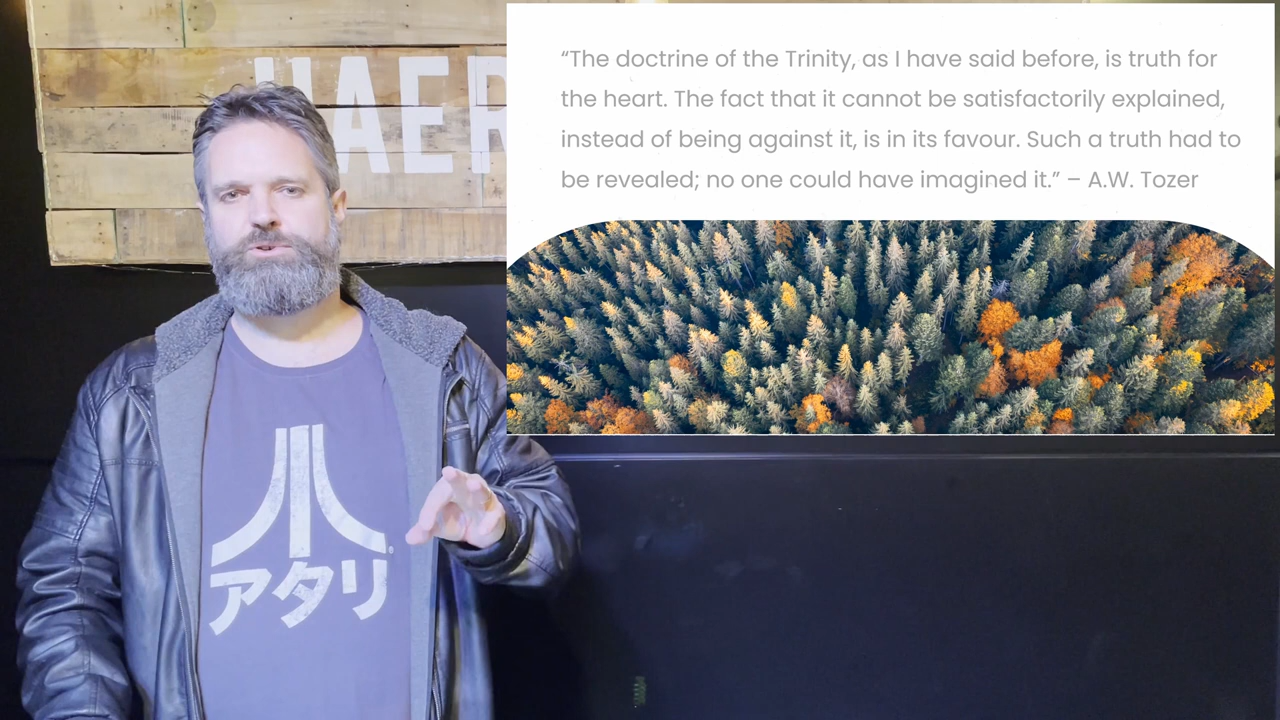 “The doctrine of the Trinity, as I have said before, is truth for
the heart. The fact that it cannot be satisfactorily explained,
instead of being against it, is in its favour. Such a truth had to
be revealed; no one could have imagined it.” – A.W. Tozer
アタリ